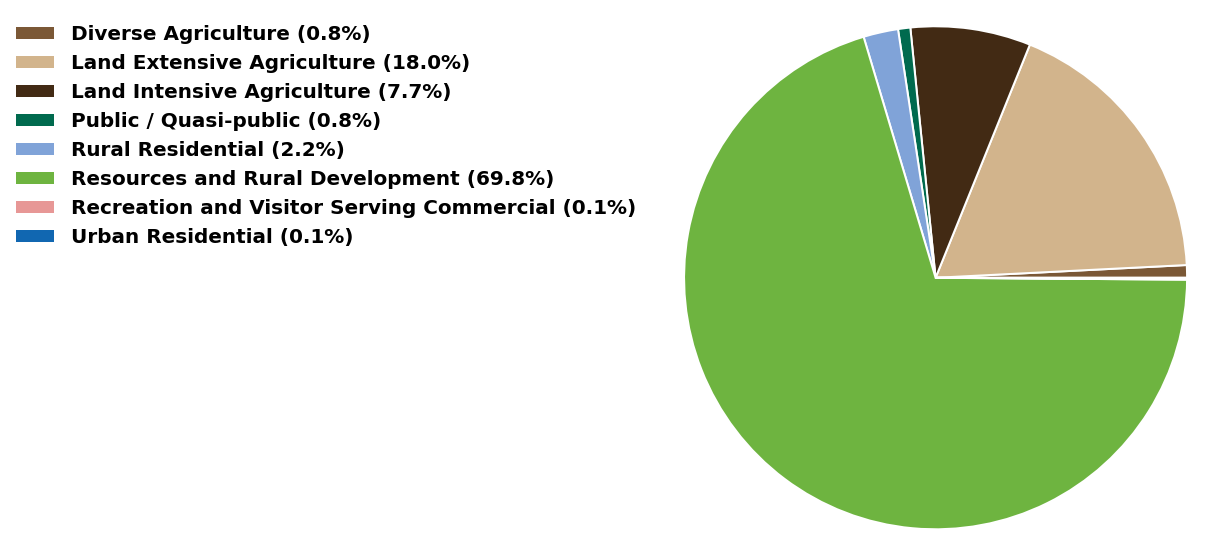 Diverse Agriculture (0.8%)
Land Extensive Agriculture (18.0%)
Land Intensive Agriculture (7.7%)
Public / Quasi-public (0.8%)
Rural Residential (2.2%)
Resources and Rural Development (69.8%)
Recreation and Visitor Serving Commercial (0.1%)
Urban Residential (0.1%)